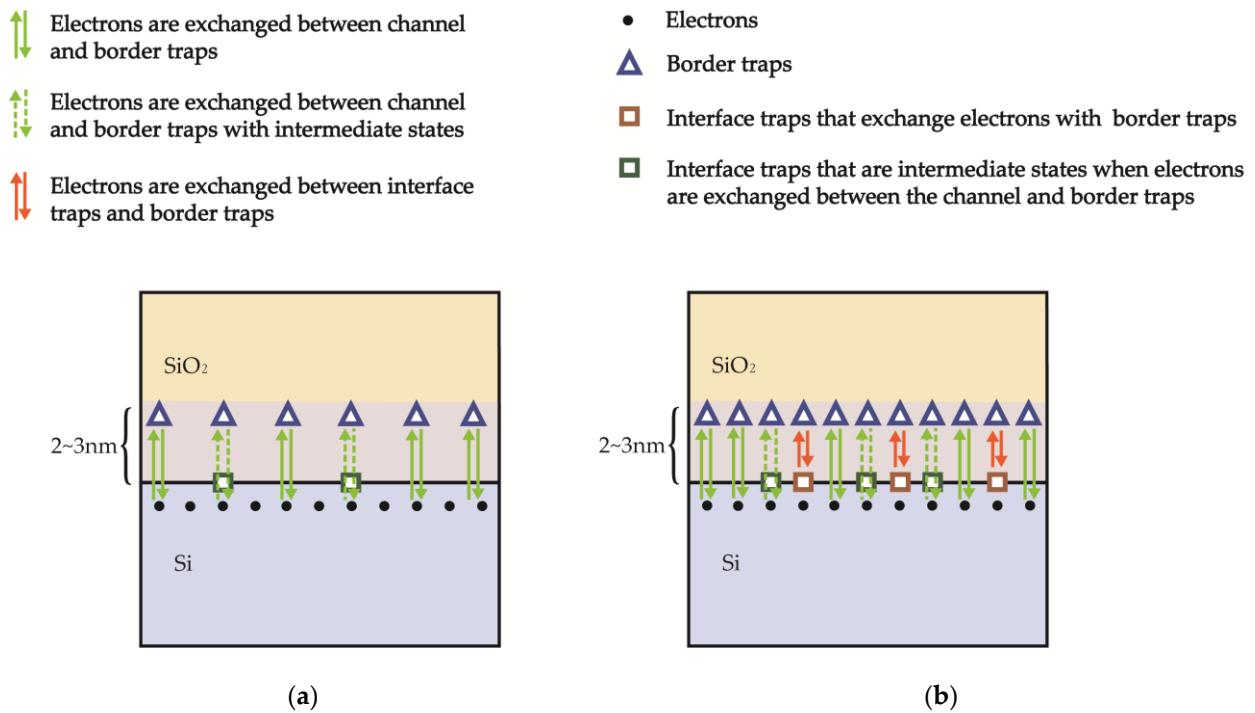 Electrons are exchanged between channel
and border traps
Electrons are exchanged between channel
and border traps with intermediate states
Electrons are exchanged between interface
traps and border traps
Electrons
Border traps
Interface traps that exchange electrons with border traps
Interface traps that are intermediate states when electrons
are exchanged between the channel and border traps
SiO₂
2~3nm
Si
(a)
SiO₂
2~3nm
Si
(b)